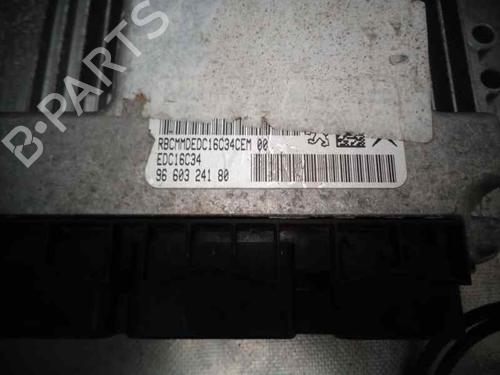 B-PARTS
RBCMMDEDC16C34CEM 00
EDC16C34
96 603 241 80